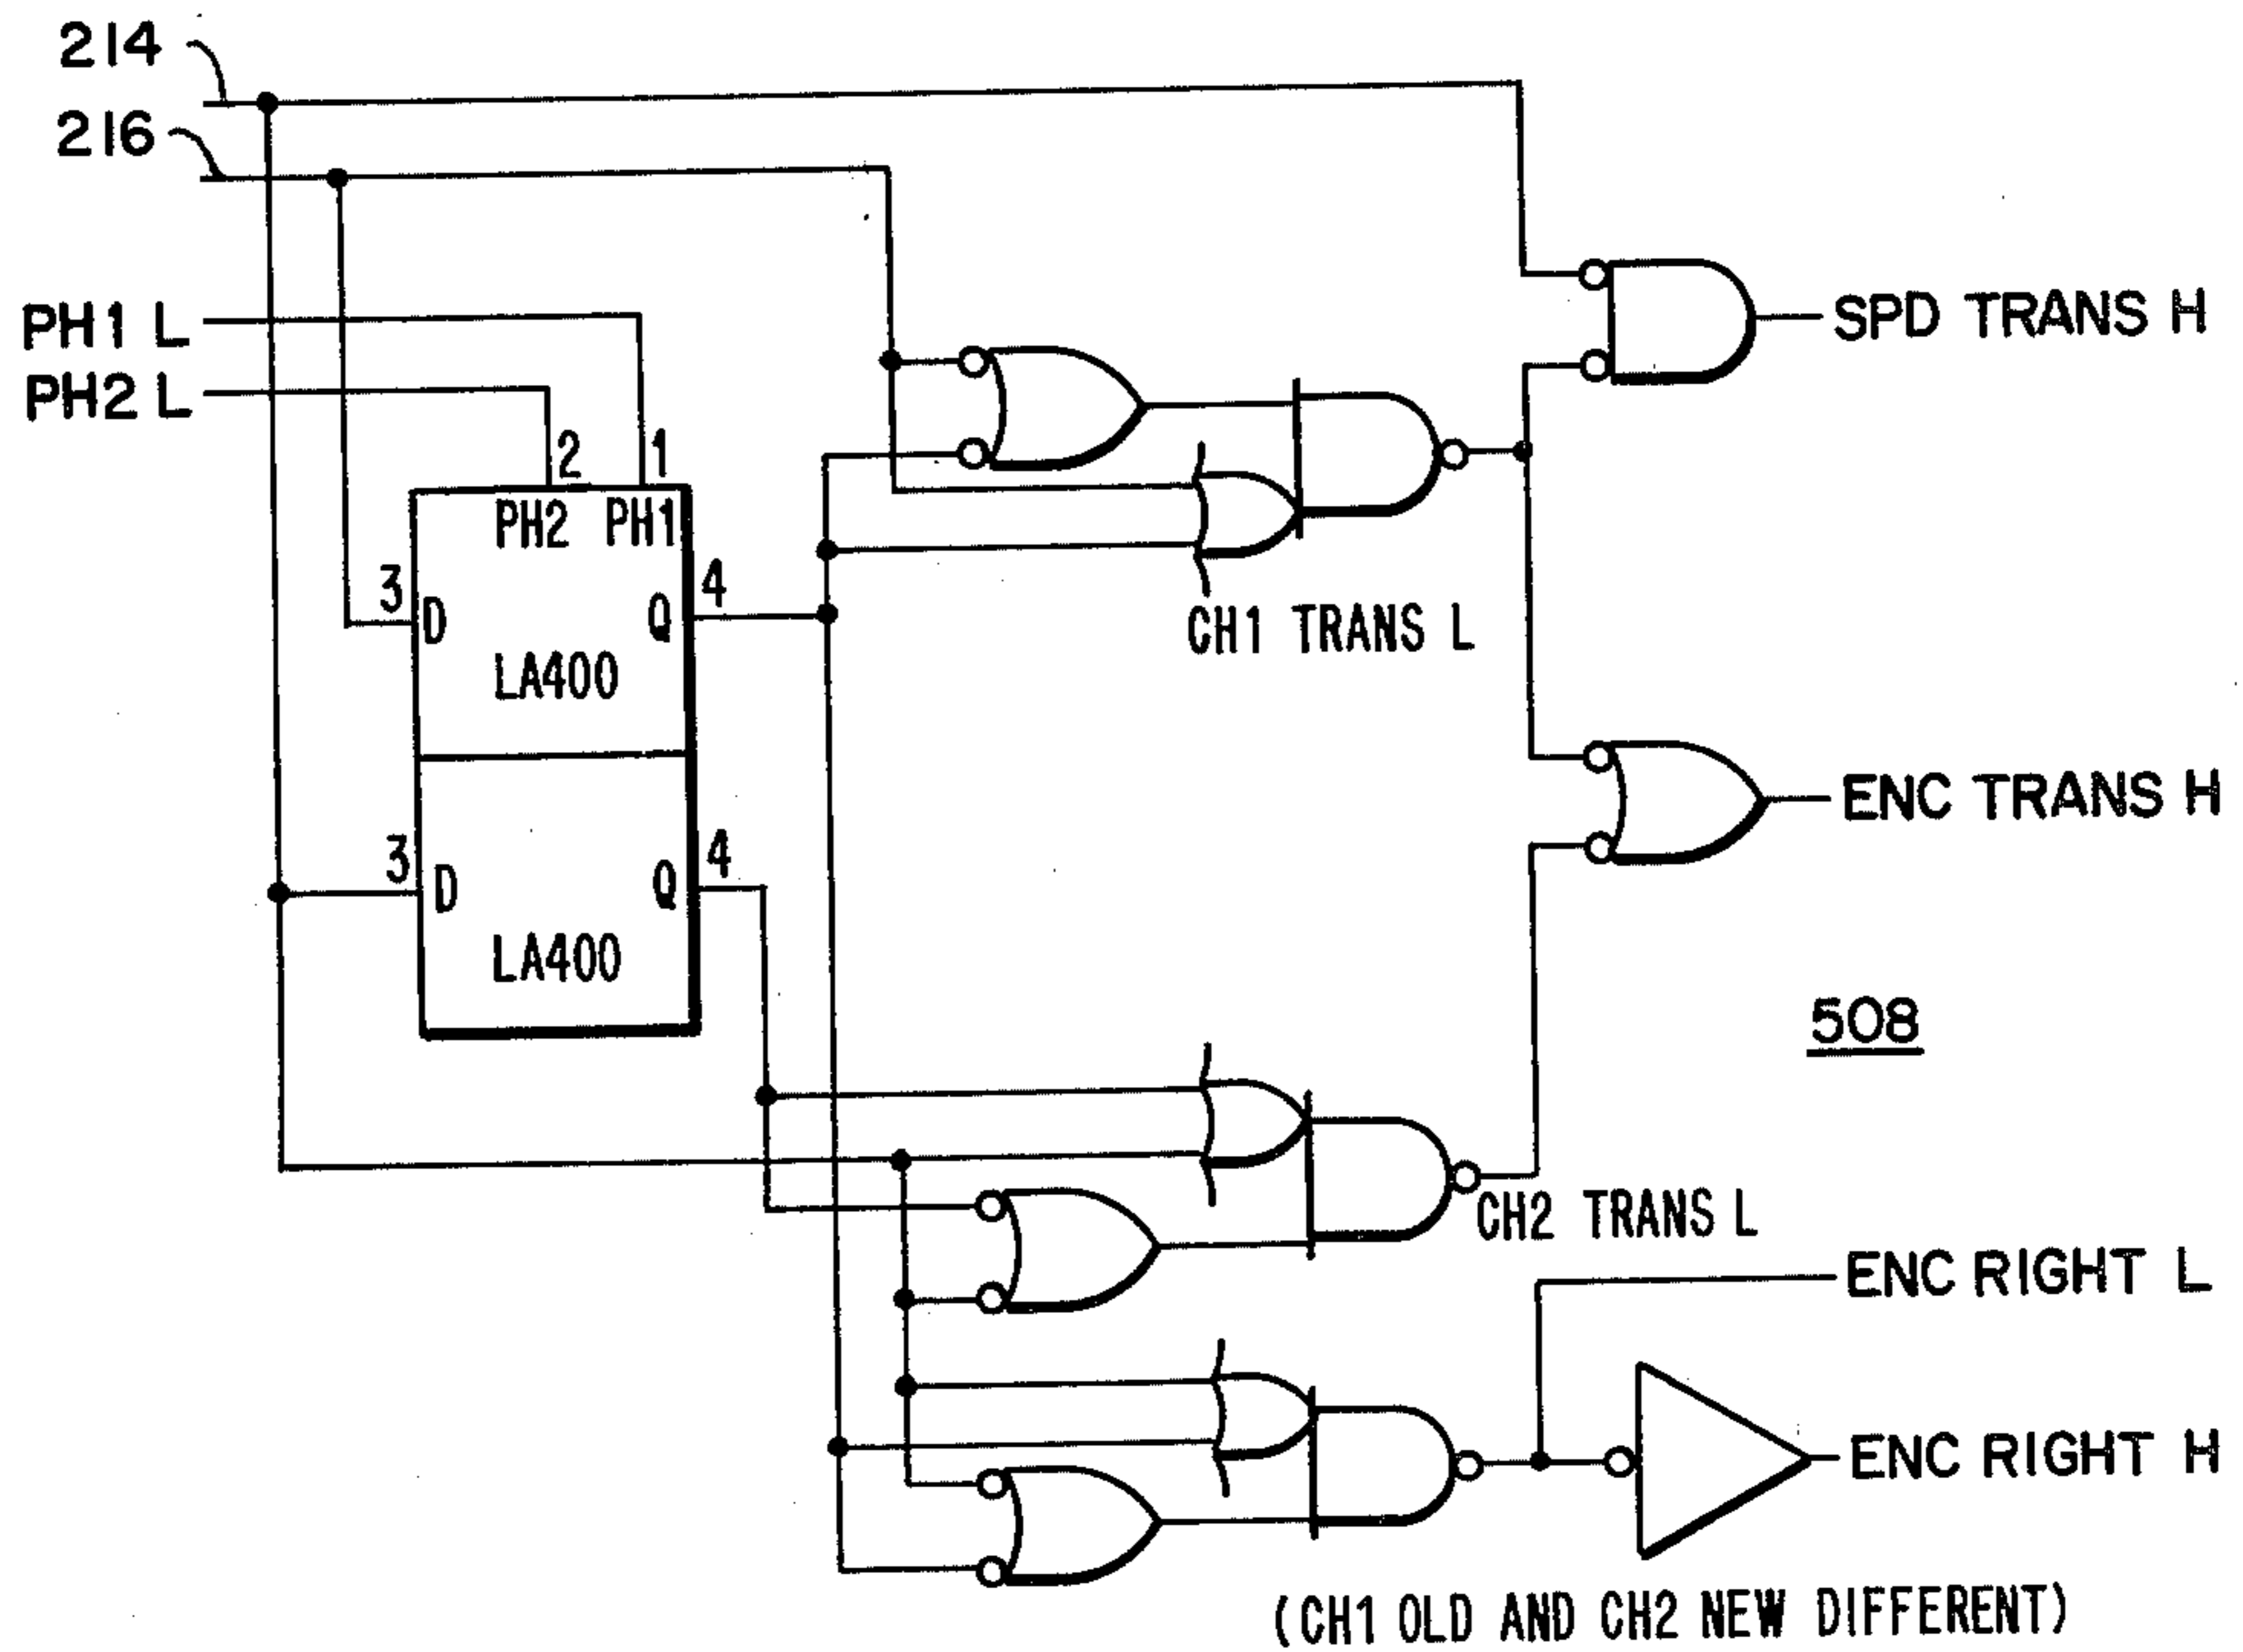 214
216
PH1 L
PH2 L
2
1
PH2
PH1
3
D
Q
4
LA400
3
D
Q
4
LA400
SPD TRANS H
CH1 TRANS L
ENC TRANS H
508
CH2 TRANS L
ENC RIGHT L
ENC RIGHT H
(CH1 OLD AND CH2 NEW DIFFERENT)